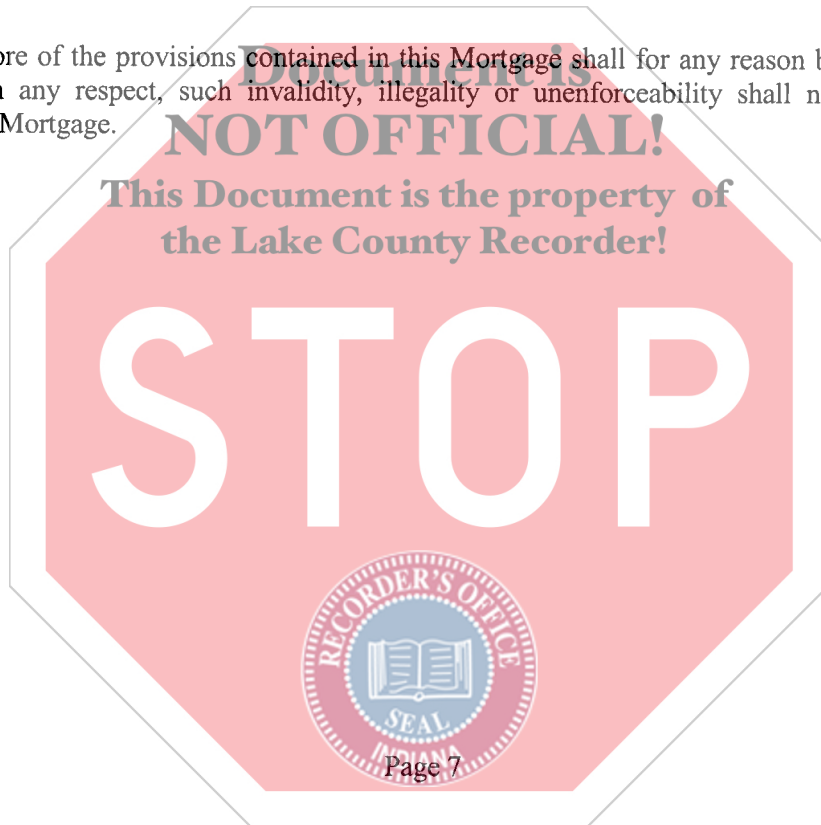 ore of the provisions contained in this Mortgage shall for any reason b
Document is
any respect, such invalidity, illegality or unenforceability shall n
Mortgage.
NOT OFFICIAL!
This Document is the property of
the Lake County Recorder!
STOP
RECORDER'S OFFICE
SEAL
INDIANA
Page 7